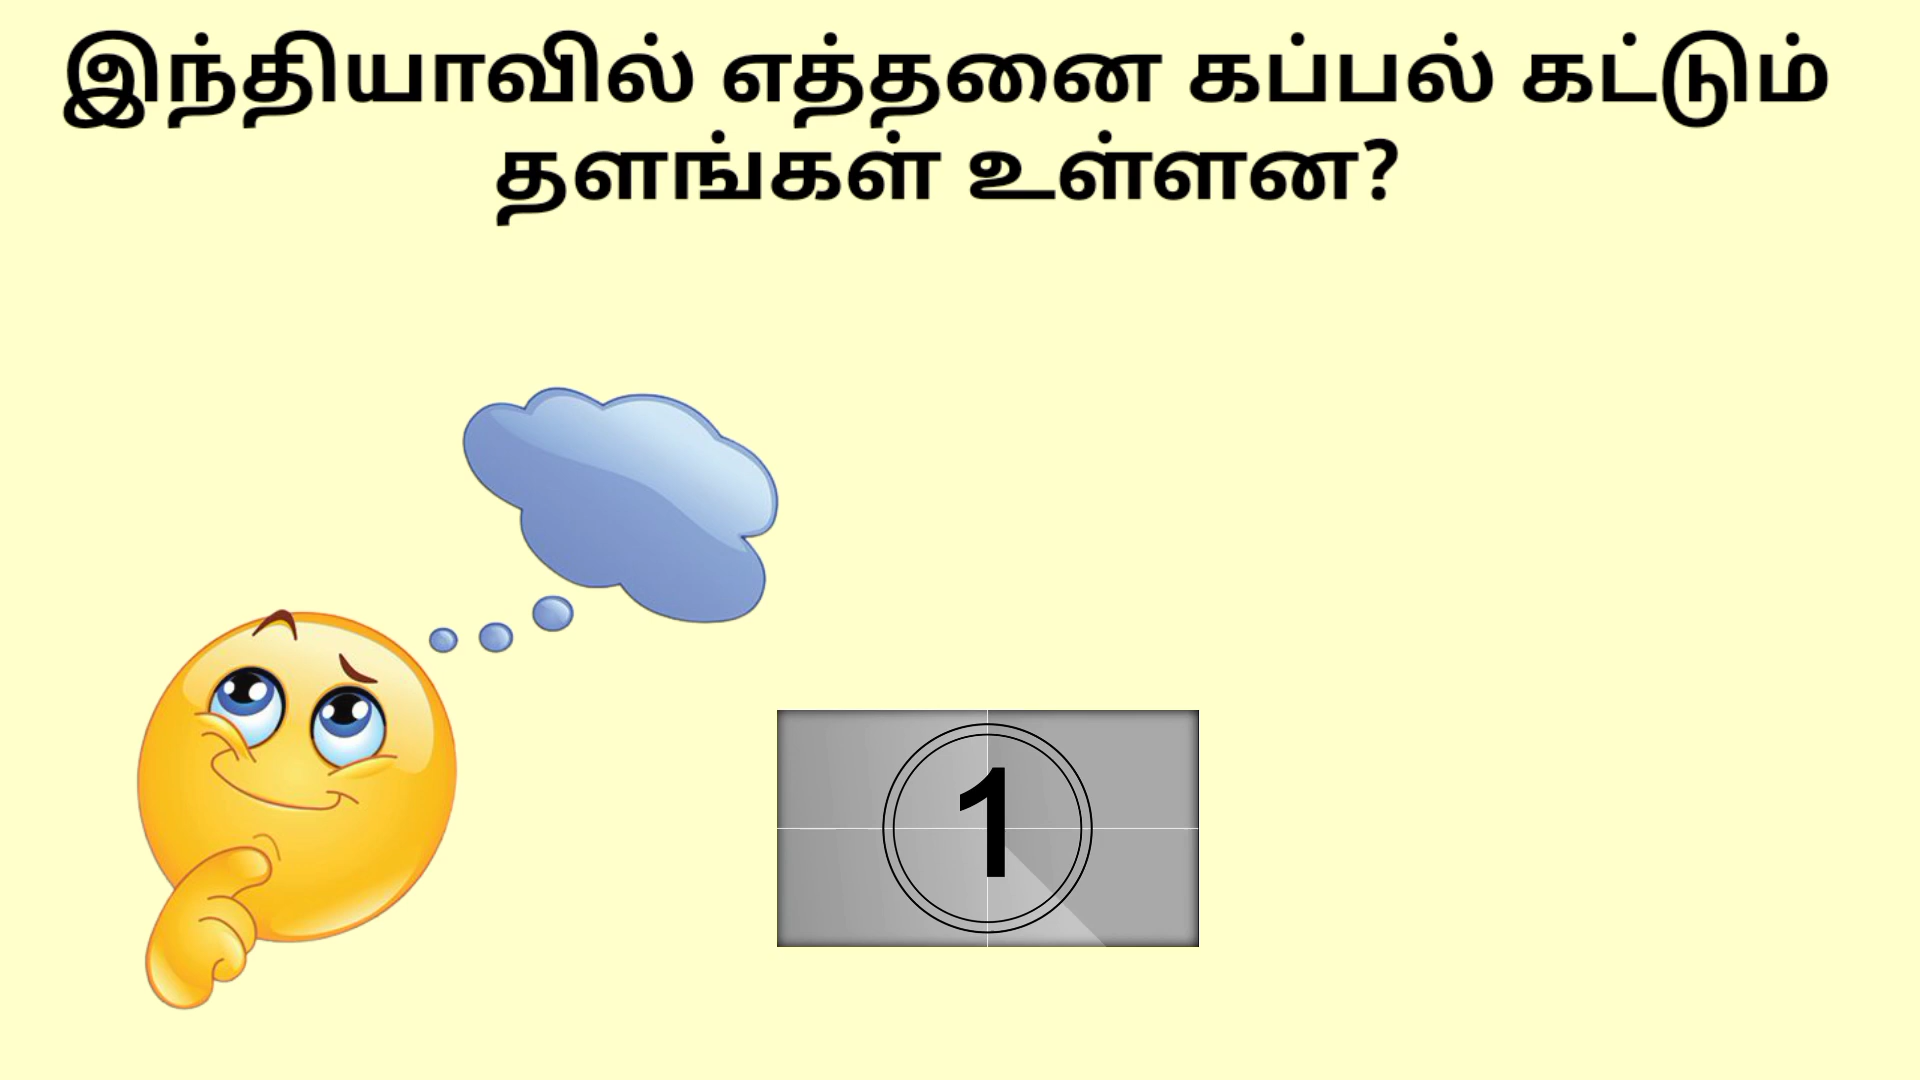 இந்தியாவில் எத்தனை கப்பல் கட்டும்
தளங்கள் உள்ளன?
1